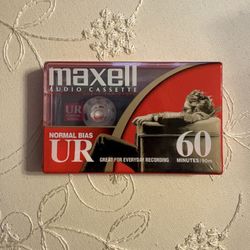 maxell
AUDIO CASSETTE
UR
NORMAL BIAS
UR
GREAT FOR EVERYDAY RECORDING
60
MINUTES/90m